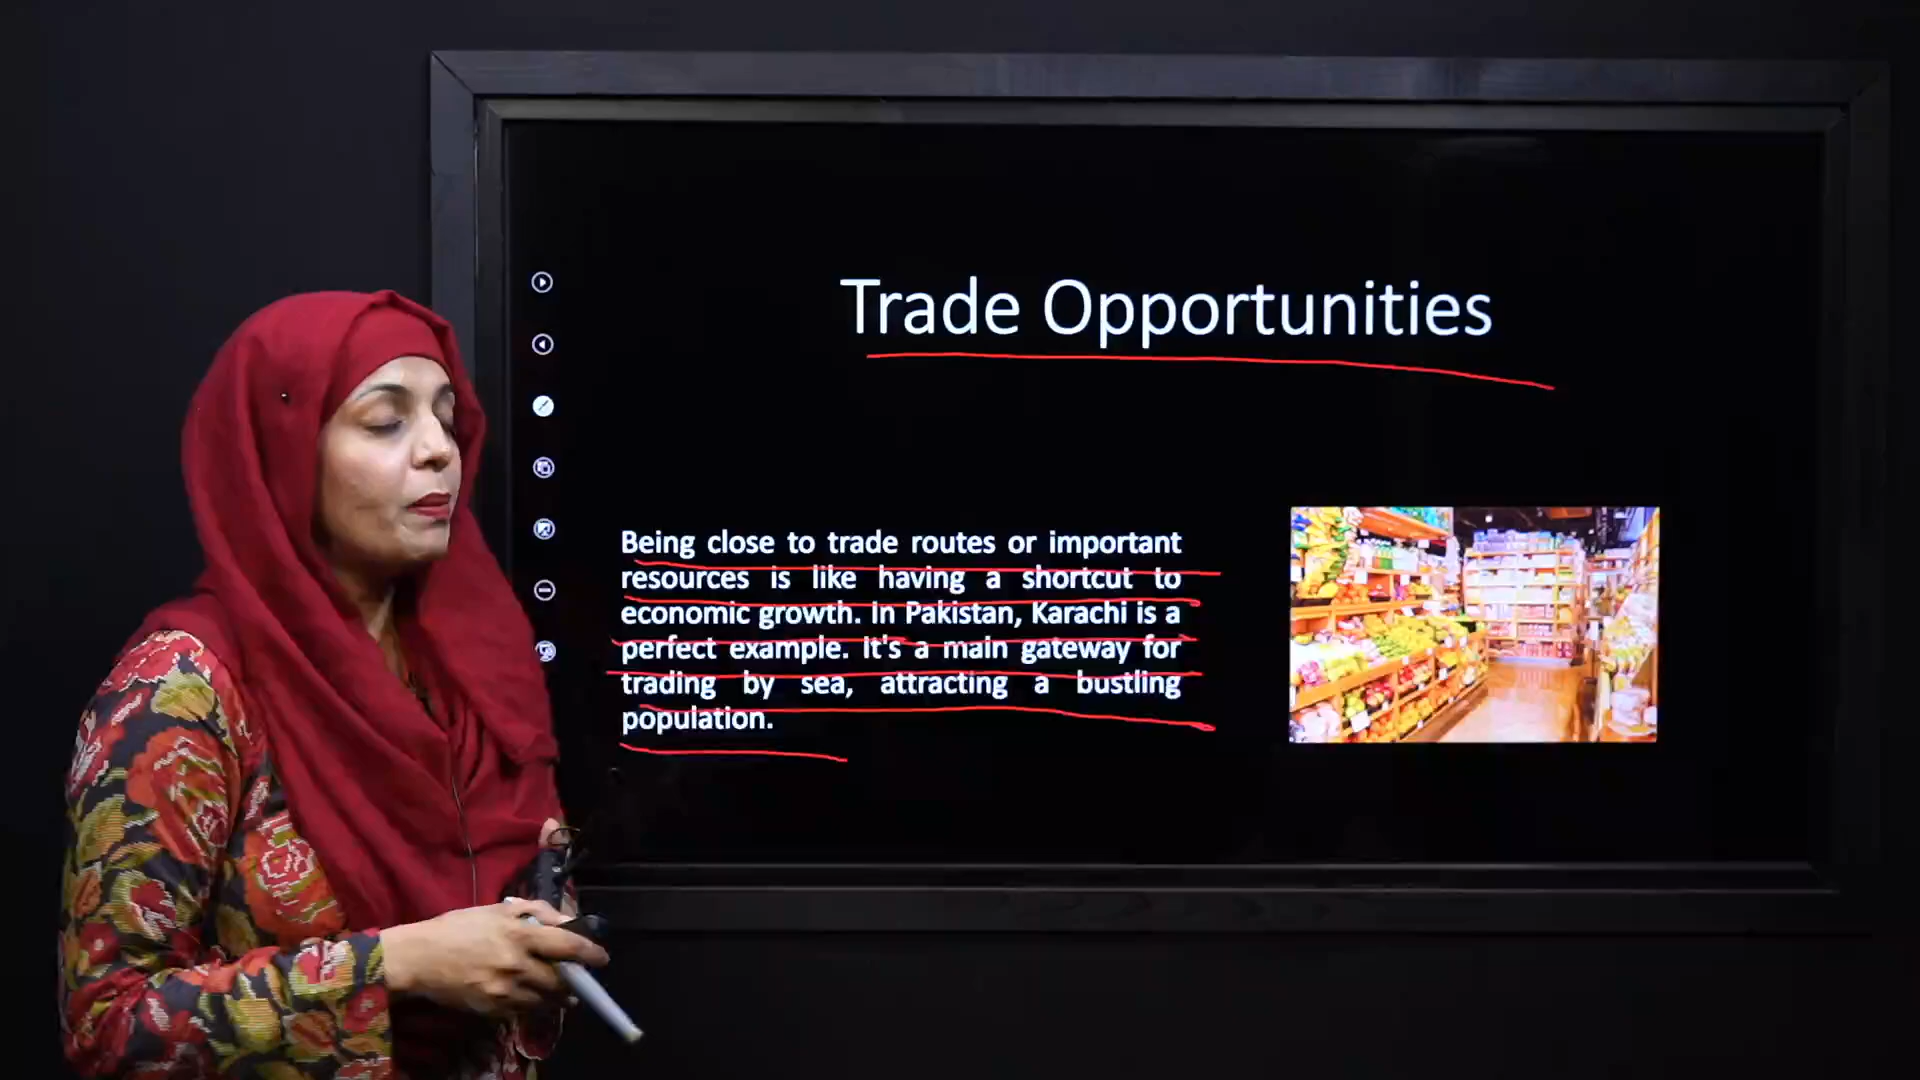 Trade Opportunities
Being close to trade routes or important
resources is like having a shortcut to
economic growth. In Pakistan, Karachi is a
perfect example. It's a main gateway for
trading by sea, attracting a bustling
population.